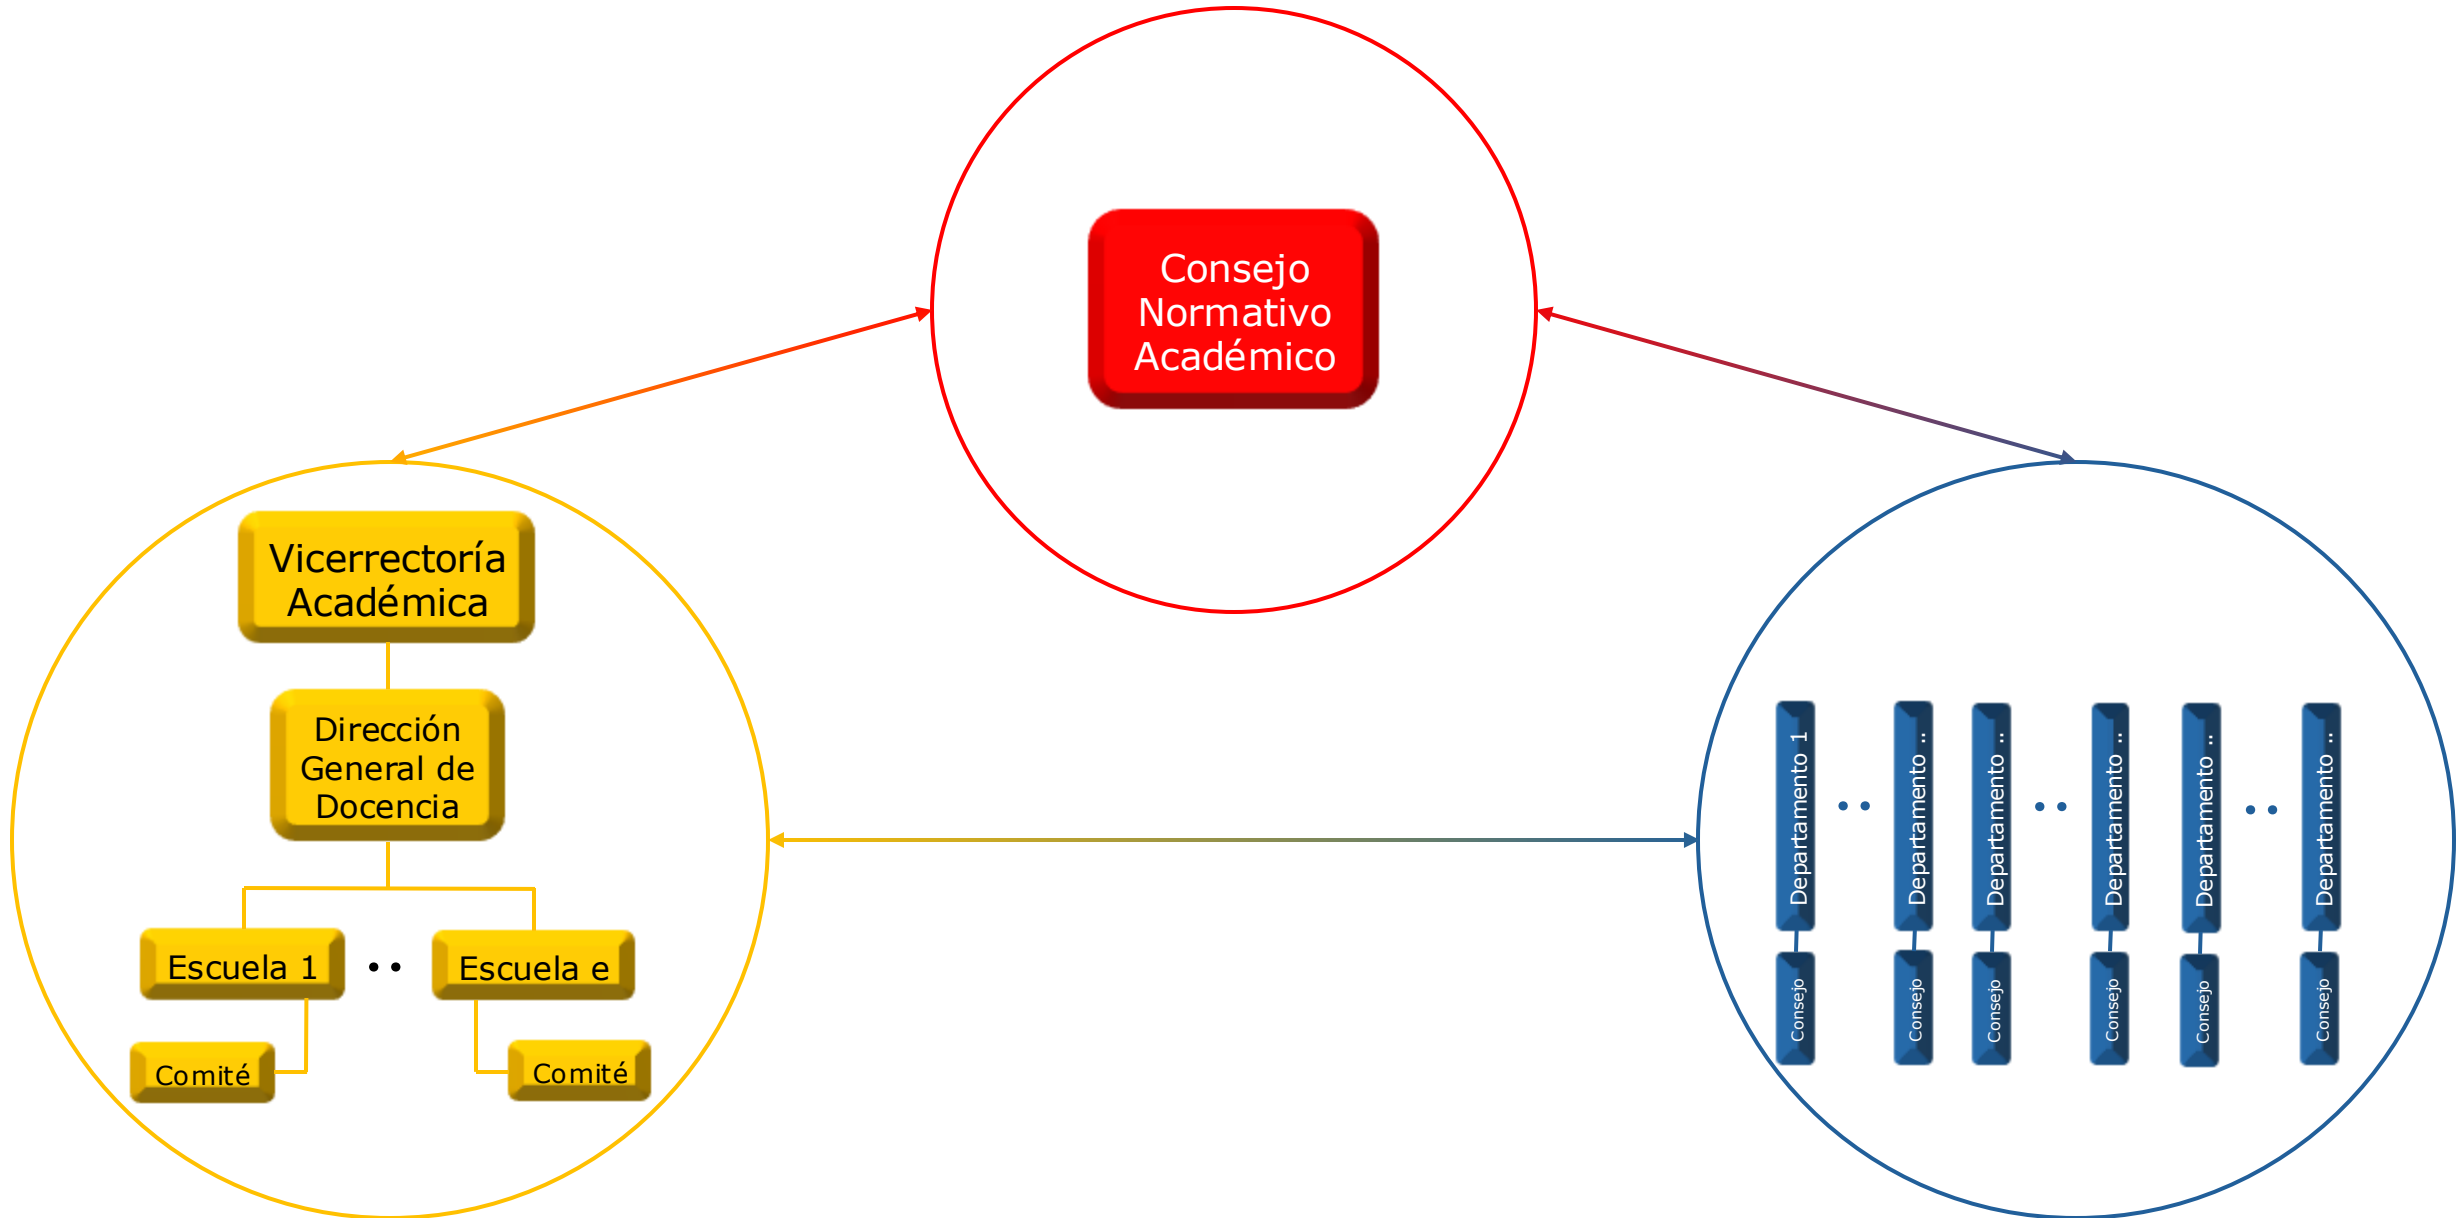 Consejo
Normativo
Académico
Vicerrectoría
Académica
Dirección
General de
Docencia
Escuela 1
..
Escuela e
Comité
Comité
Departamento 1
..
Departamento ..
Departamento ..
..
Departamento ..
Departamento ..
..
Departamento ..
Consejo
Consejo
Consejo
Consejo
Consejo
Consejo